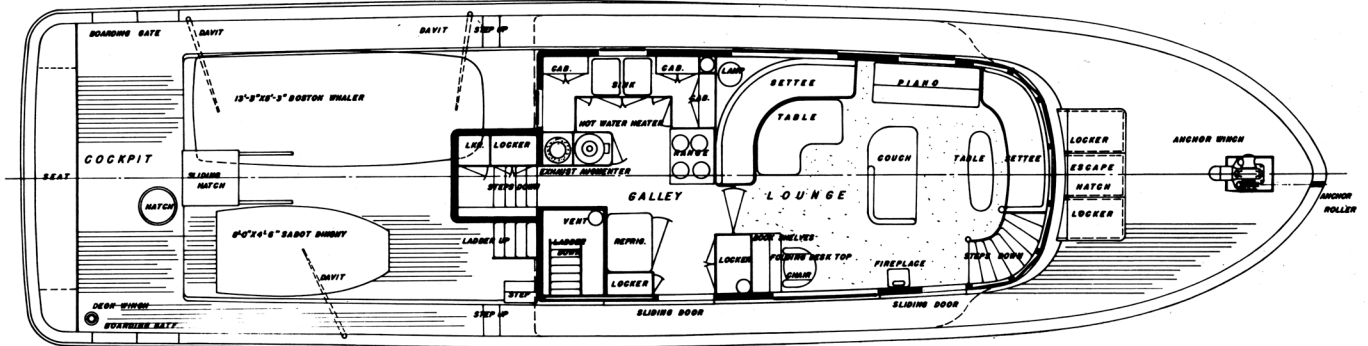 BOARDING GATE
DAVIT
DAVIT
STEP UP
13'-3"X5'-3" BOSTON WHALER
CAB.
SINK
CAB.
CAB.
LAMP
SETTEE
PIANO
TABLE
HOT WATER HEATER
RANGE
LKR.
LOCKER
EXHAUST AUGMENTER
COCKPIT
SEAT
SLIDING
HATCH
HATCH
STEPS DOWN
GALLEY
LOUNGE
COUCH
TABLE
SETTEE
LOCKER
ESCAPE
HATCH
LOCKER
ANCHOR WINCH
ANCHOR
ROLLER
8'-0"X4'-6" SABOT DINGHY
LADDER UP
VENT
LADDER
DOWN
REFRIG.
LOCKER
LOCKER
BOOK SHELVES
FOLDING DESK TOP
CHAIR
FIREPLACE
STEPS DOWN
DAVIT
STEP
STEP UP
SLIDING DOOR
SLIDING DOOR
DECK WINCH
BOARDING GATE